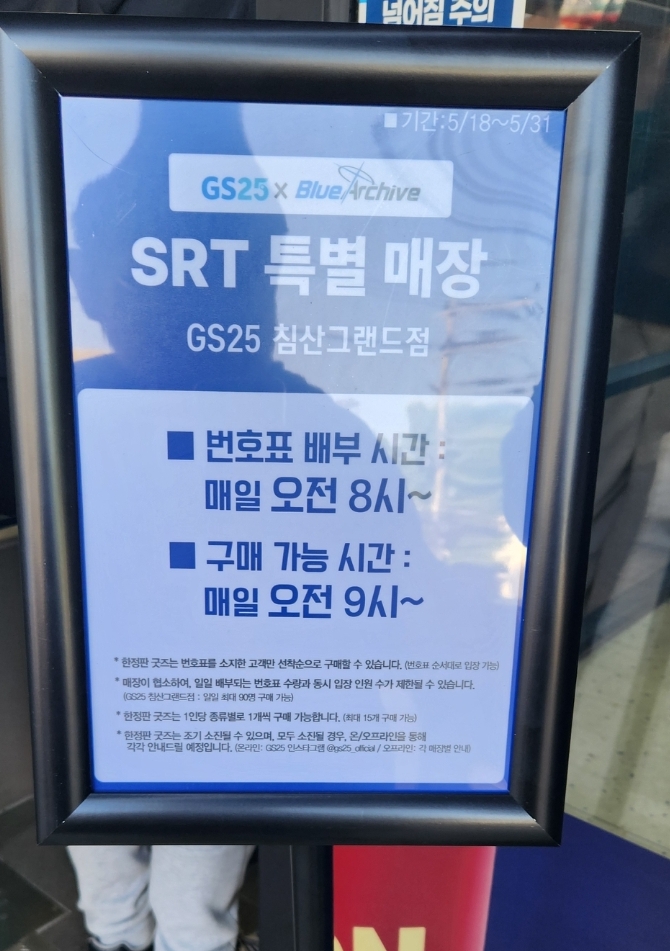 넘어짐 주의
■ 기간:5/18~5/31
GS25 x Blue Archive
SRT 특별 매장
GS25 침산그랜드점
■ 번호표 배부 시간 :
매일 오전 8시~
■ 구매 가능 시간 :
매일 오전 9시~
* 한정판 굿즈는 번호표를 소지한 고객만 선착순으로 구매할 수 있습니다. (번호표 순서대로 입장 가능)
* 매장이 협소하여, 일일 배부되는 번호표 수량과 동시 입장 인원 수가 제한될 수 있습니다.
(GS25 침산그랜드점 : 일일 최대 90명 구매 가능)
* 한정판 굿즈는 1인당 종류별로 1개씩 구매 가능합니다. (최대 15개 구매 가능)
* 한정판 굿즈는 조기 소진될 수 있으며, 모두 소진될 경우, 온/오프라인을 통해
각각 안내드릴 예정입니다. (온라인: GS25 인스타그램 @gs25_official / 오프라인: 각 매장별 안내)